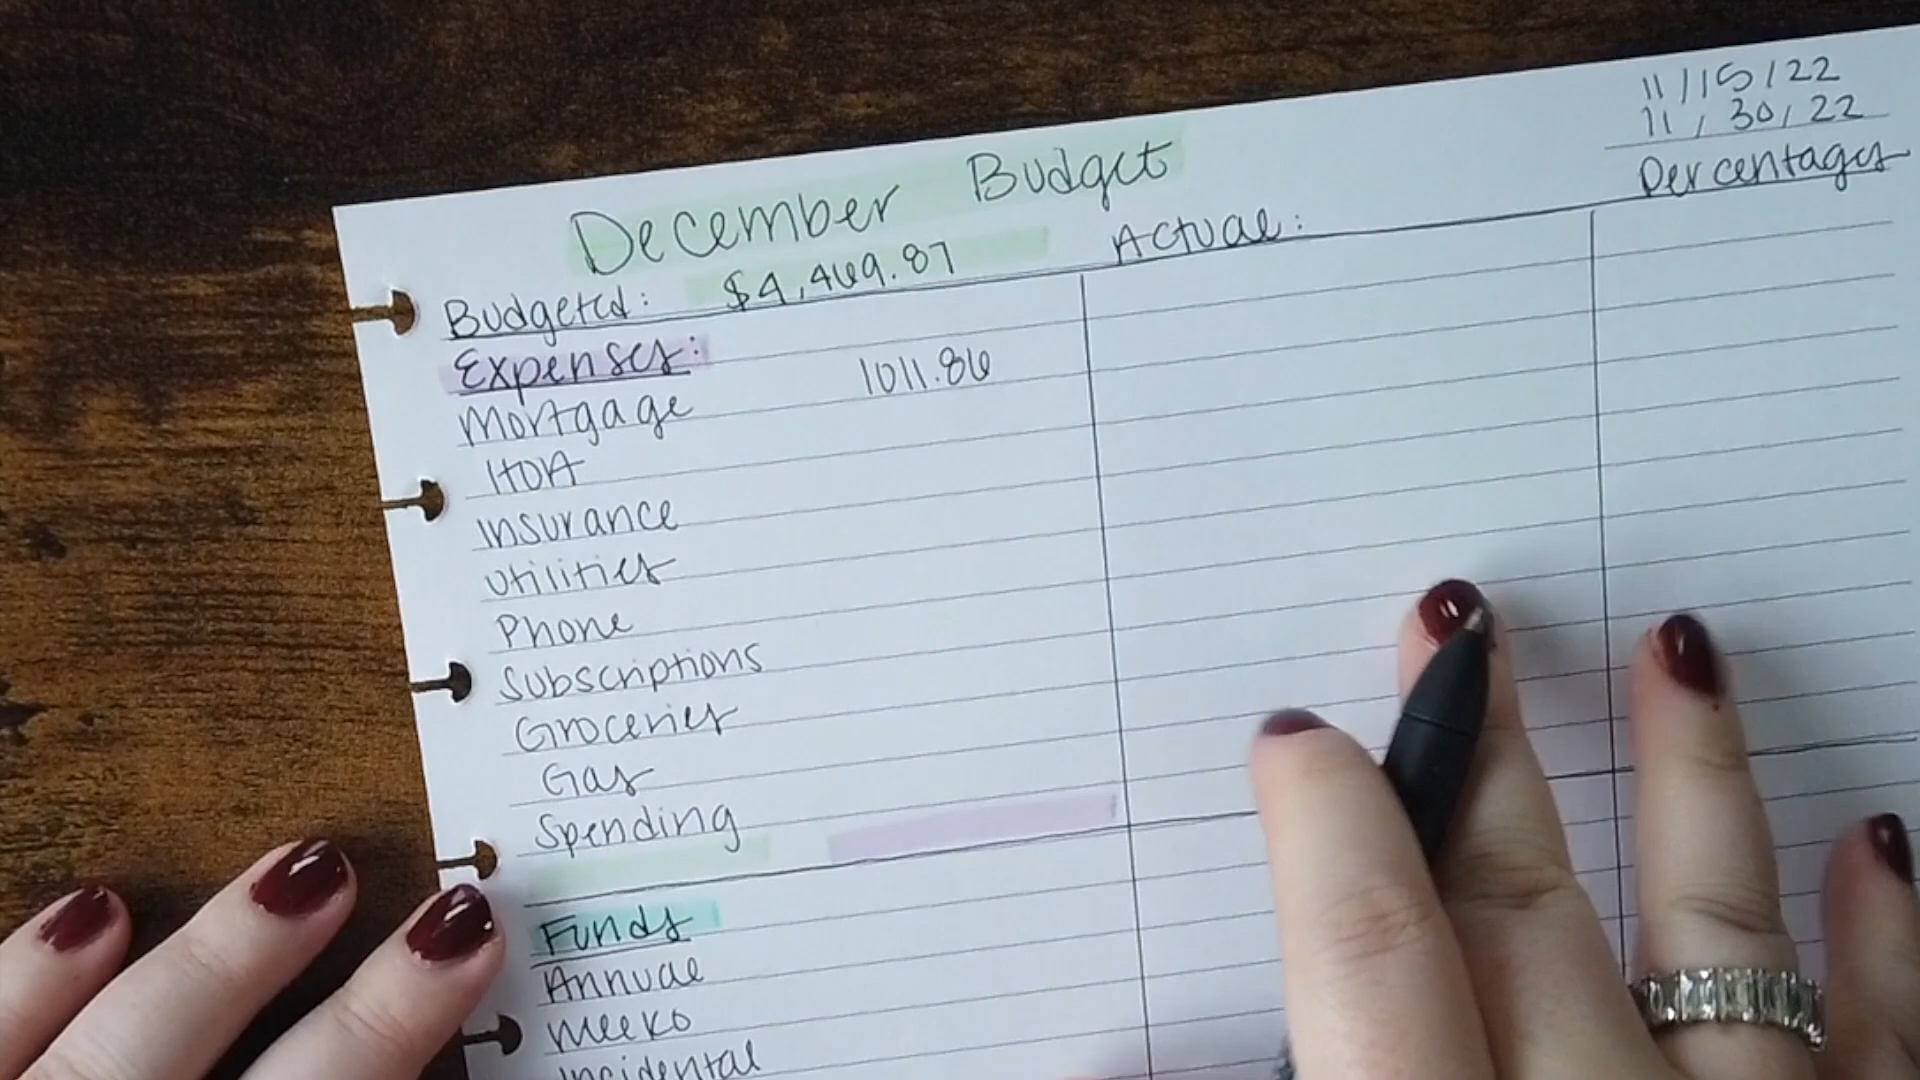 11/15/22
11/30/22
December Budget
Percentages
Budgeted: $4,469.87
Actual:
Expenses:
Mortgage 1011.86
HOA
Insurance
Utilities
Phone
Subscriptions
Groceries
Gas
Spending
Funds
Annual
Meeko
Incidental